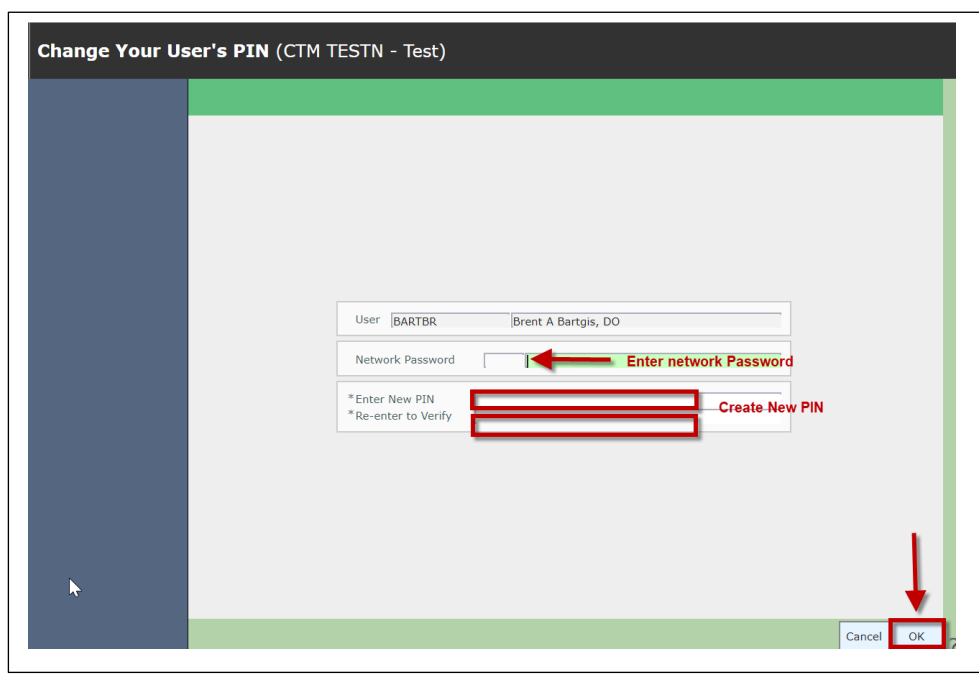 Change Your User's PIN (CTM TESTN - Test)
User BARTBR Brent A Bartgis, DO
Network Password Enter network Password
*Enter New PIN Create New PIN
*Re-enter to Verify
Cancel OK